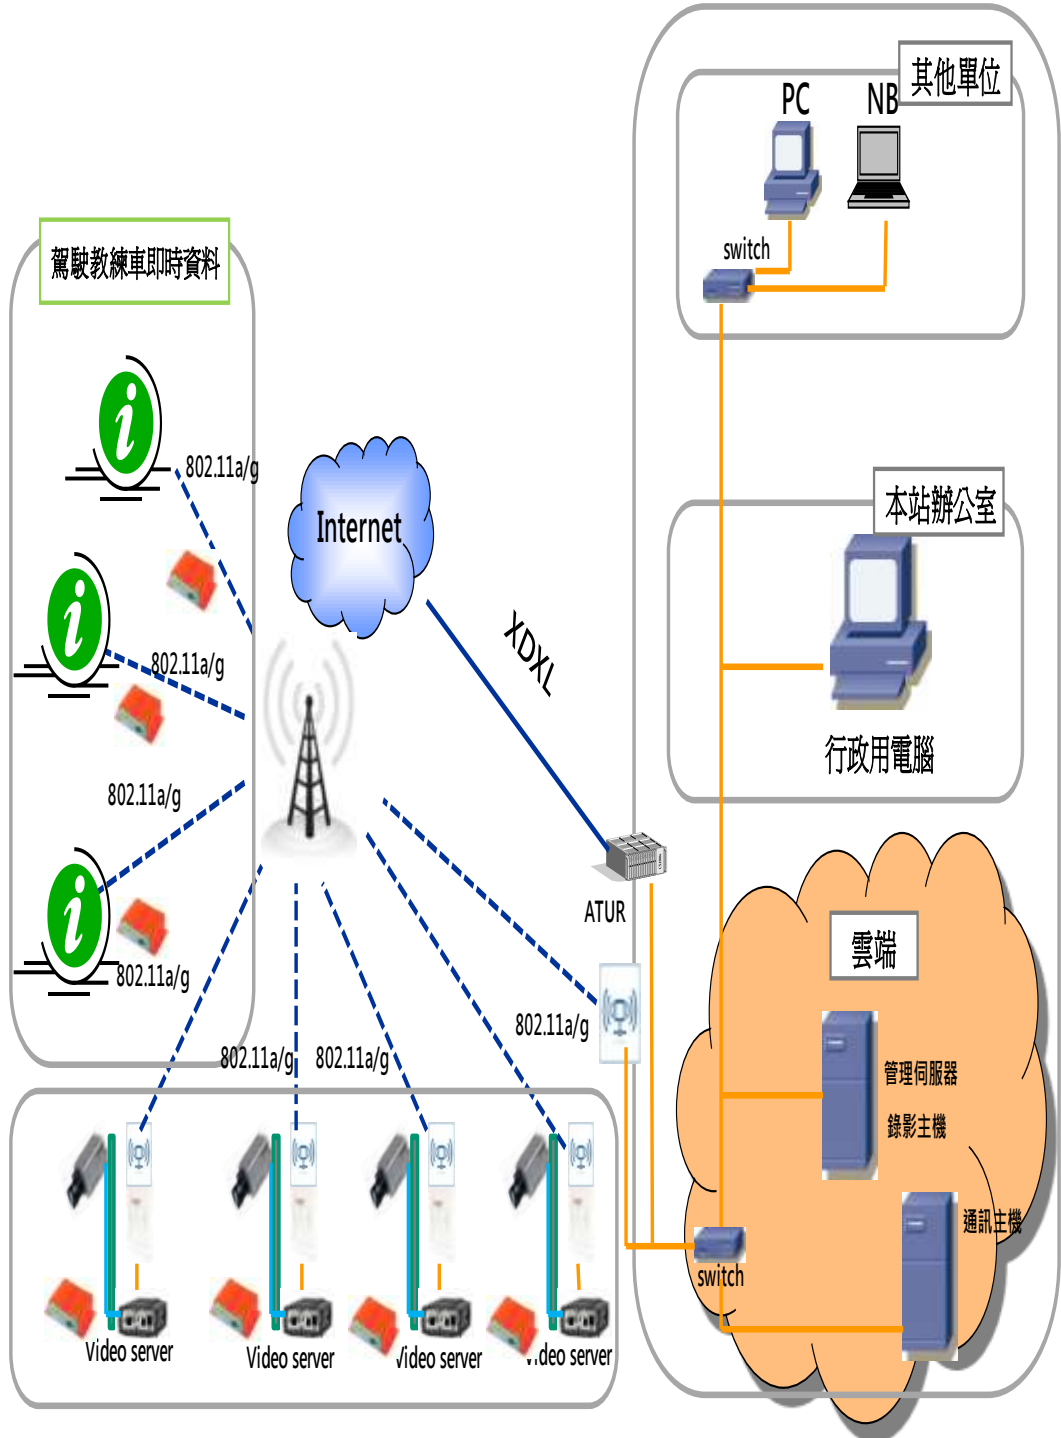 其他單位
PC
NB
switch
駕駛教練車即時資料
802.11a/g
Internet
本站辦公室
XDXL
802.11a/g
行政用電腦
802.11a/g
ATUR
雲端
802.11a/g
802.11a/g
802.11a/g
802.11a/g
管理伺服器
錄影主機
通訊主機
switch
Video server
Video server
Video server
Video server